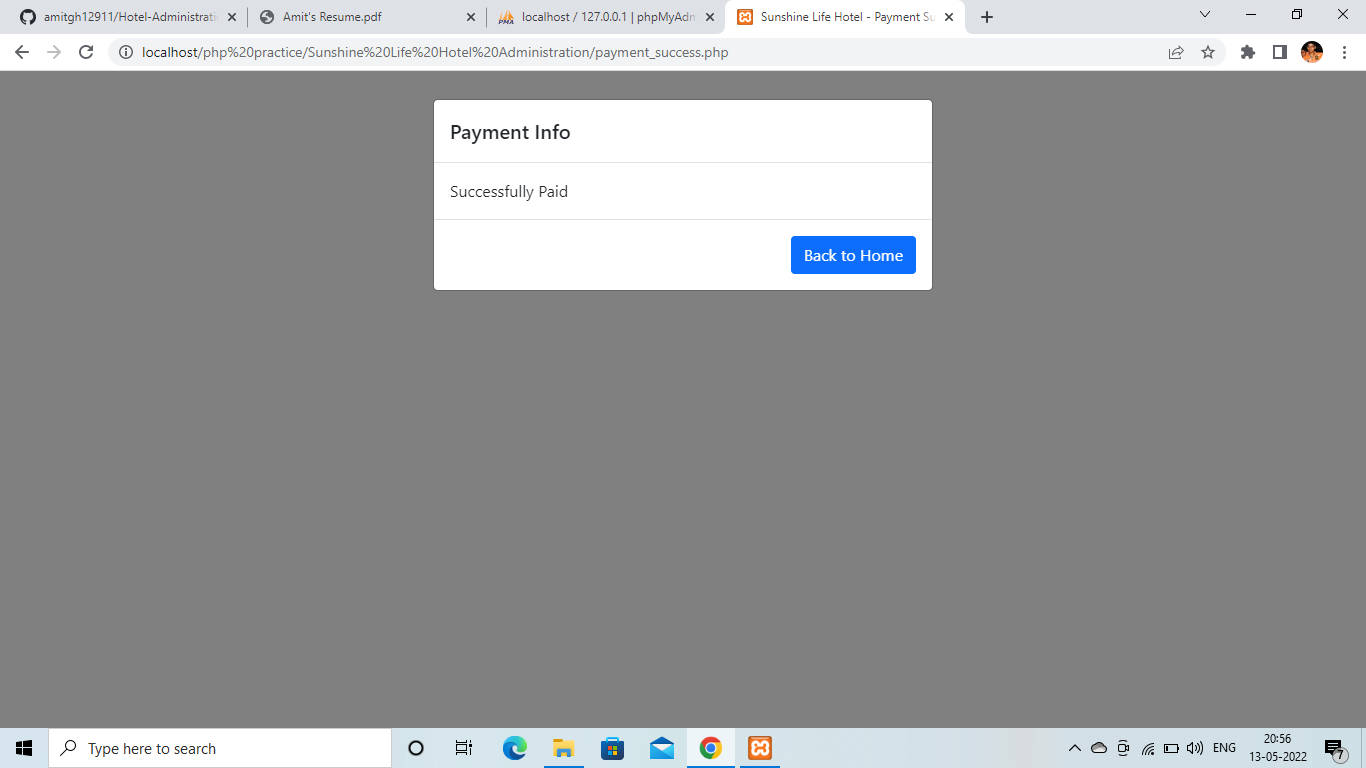 amitgh12911/Hotel-Administrati
Amit's Resume.pdf
localhost / 127.0.0.1 | phpMyAdm
Sunshine Life Hotel - Payment Su
localhost/php%20practice/Sunshine%20Life%20Hotel%20Administration/payment_success.php
Payment Info
Successfully Paid
Back to Home
Type here to search
ENG
20:56
13-05-2022
7